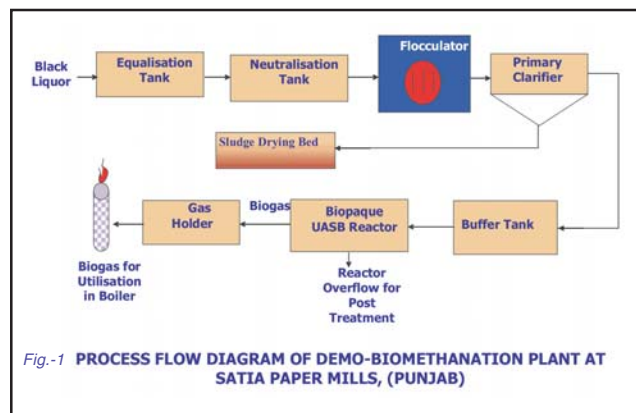 Black
Liquor
Equalisation
Tank
Neutralisation
Tank
Flocculator
Primary
Clarifier
Sludge Drying Bed
Gas
Holder
Biogas
Biopaque
UASB Reactor
Buffer Tank
Biogas for
Utilisation
in Boiler
Reactor
Overflow for
Post
Treatment
Fig.-1 PROCESS FLOW DIAGRAM OF DEMO-BIOMETHANATION PLANT AT
SATIA PAPER MILLS, (PUNJAB)